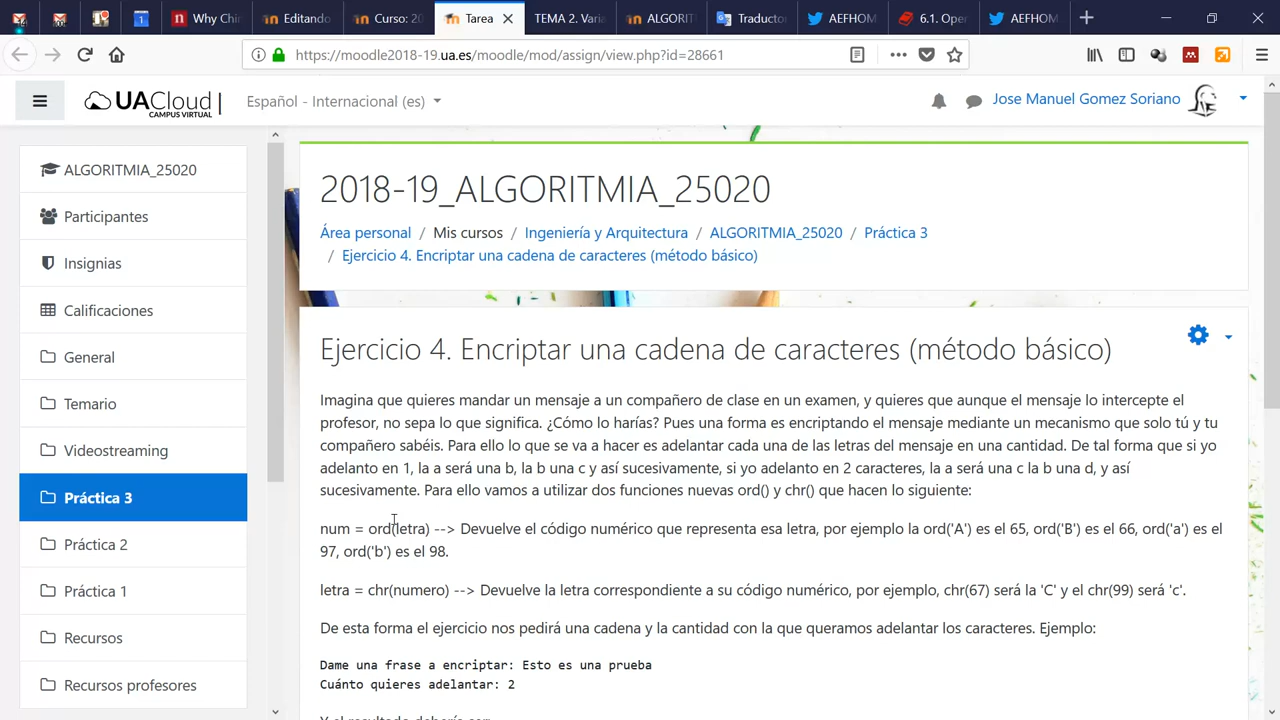 Why Chi
Editando
Curso: 20
Tarea
TEMA 2. Varia
ALGORIT
Traductor
AEFHOM
6.1. Oper
AEFHOM
https://moodle2018-19.ua.es/moodle/mod/assign/view.php?id=28661
UACloud
CAMPUS VIRTUAL
Español - Internacional (es)
Jose Manuel Gomez Soriano
ALGORITMIA_25020
Participantes
Insignias
Calificaciones
General
Temario
Videostreaming
Práctica 3
Práctica 2
Práctica 1
Recursos
Recursos profesores
2018-19_ALGORITMIA_25020
Área personal / Mis cursos / Ingeniería y Arquitectura / ALGORITMIA_25020 / Práctica 3
/ Ejercicio 4. Encriptar una cadena de caracteres (método básico)
Ejercicio 4. Encriptar una cadena de caracteres (método básico)
Imagina que quieres mandar un mensaje a un compañero de clase en un examen, y quieres que aunque el mensaje lo intercepte el
profesor, no sepa lo que significa. ¿Cómo lo harías? Pues una forma es encriptando el mensaje mediante un mecanismo que solo tú y tu
compañero sabéis. Para ello lo que se va a hacer es adelantar cada una de las letras del mensaje en una cantidad. De tal forma que si yo
adelanto en 1, la a será una b, la b una c y así sucesivamente, si yo adelanto en 2 caracteres, la a será una c la b una d, y así
sucesivamente. Para ello vamos a utilizar dos funciones nuevas ord() y chr() que hacen lo siguiente:
num = ord(letra) --> Devuelve el código numérico que representa esa letra, por ejemplo la ord('A') es el 65, ord('B') es el 66, ord('a') es el
97, ord('b') es el 98.
letra = chr(numero) --> Devuelve la letra correspondiente a su código numérico, por ejemplo, chr(67) será la 'C' y el chr(99) será 'c'.
De esta forma el ejercicio nos pedirá una cadena y la cantidad con la que queramos adelantar los caracteres. Ejemplo:
Dame una frase a encriptar: Esto es una prueba
Cuánto quieres adelantar: 2
Y el resultado debería ser: